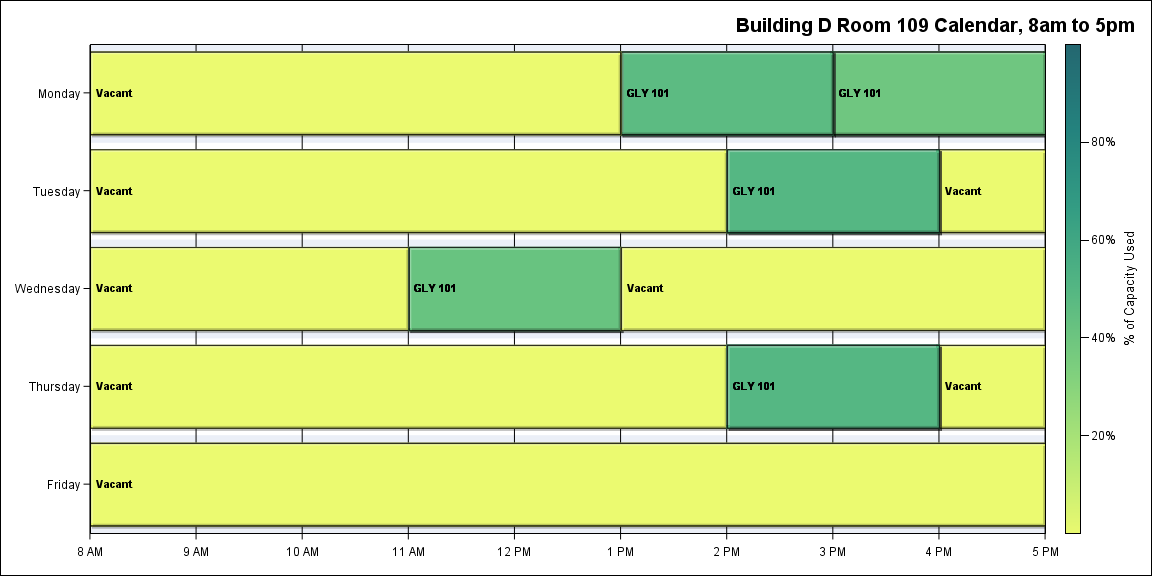 Building D Room 109 Calendar, 8am to 5pm
Monday
Vacant
GLY 101
GLY 101
Tuesday
Vacant
GLY 101
Vacant
Wednesday
Vacant
GLY 101
Vacant
Thursday
Vacant
GLY 101
Vacant
Friday
Vacant
8 AM 9 AM 10 AM 11 AM 12 PM 1 PM 2 PM 3 PM 4 PM 5 PM
80%
60%
40%
20%
% of Capacity Used